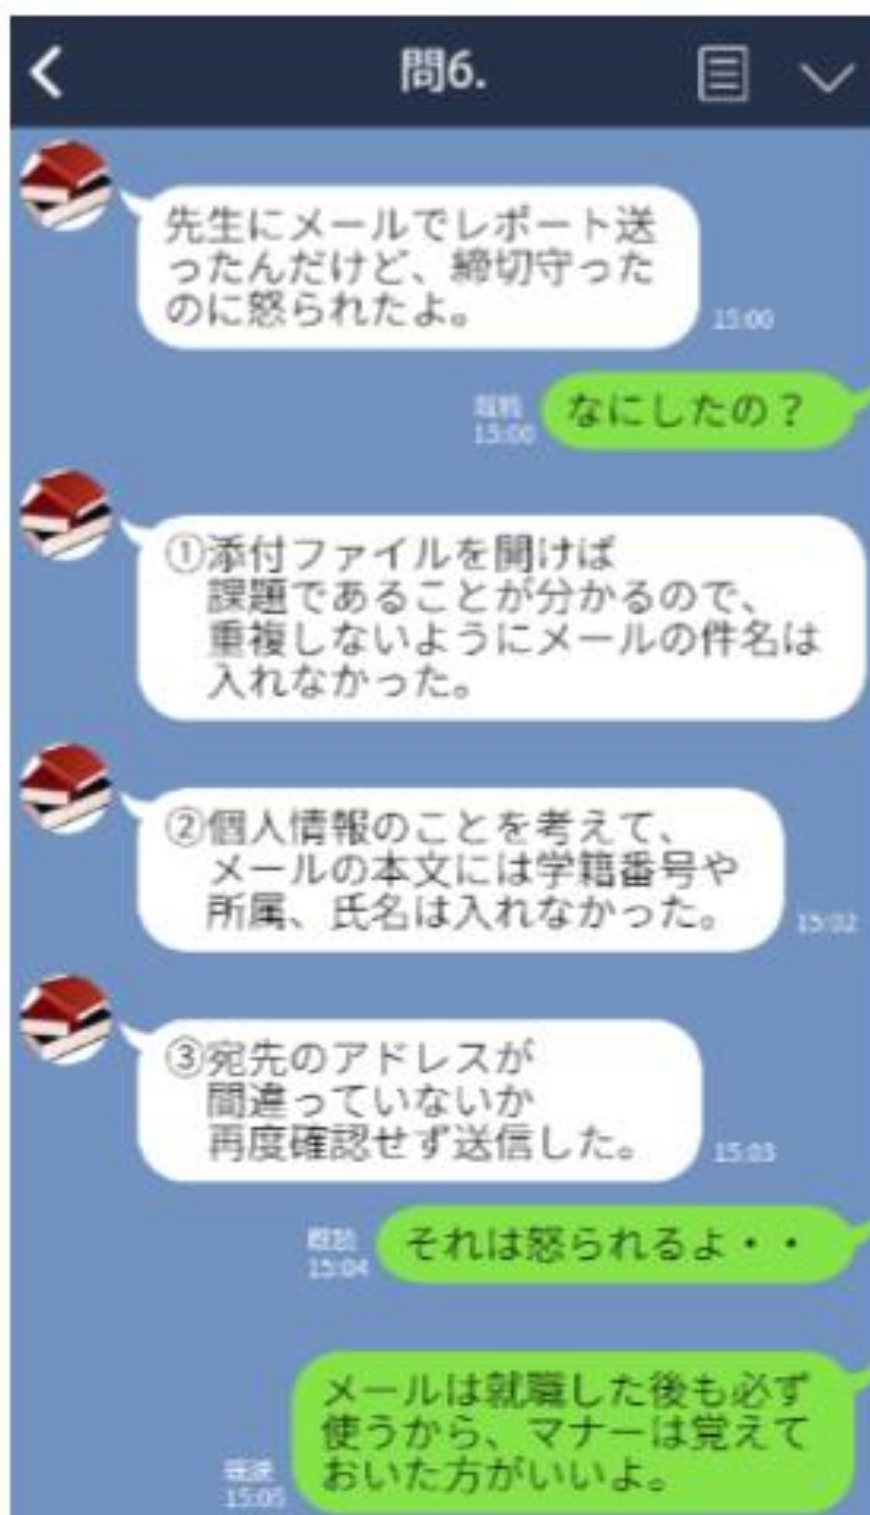 問6.
先生にメールでレポート送
ったんだけど、締切守った
のに怒られたよ。
15:00
なにしたの？
既読
15:00
①添付ファイルを開けば
課題であることが分かるので、
重複しないようにメールの件名は
入れなかった。
②個人情報のことを考えて、
メールの本文には学籍番号や
所属、氏名は入れなかった。
15:02
③宛先のアドレスが
間違っていないか
再度確認せず送信した。
15:03
それは怒られるよ・・
既読
15:04
メールは就職した後も必ず
使うから、マナーは覚えて
おいた方がいいよ。